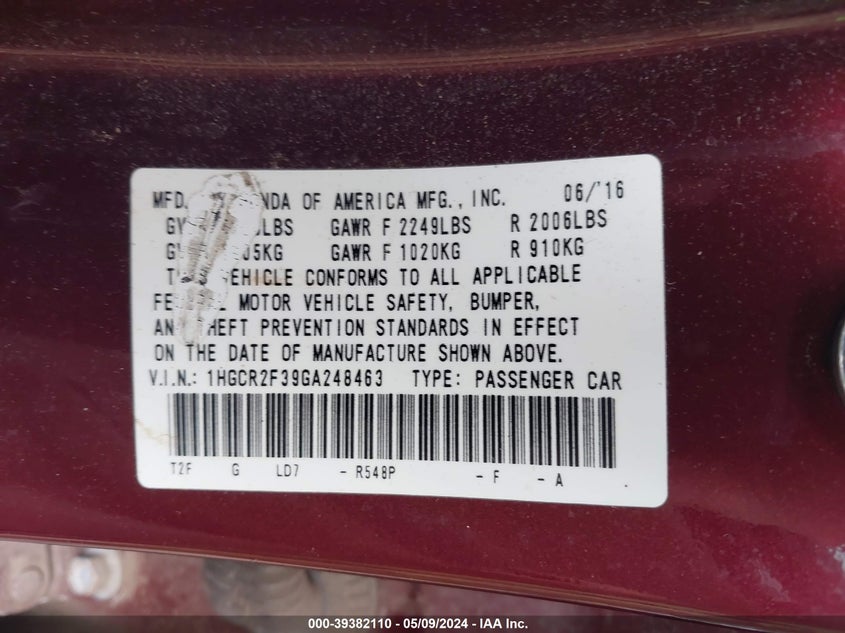 MFD. NDA OF AMERICA MFG., INC. 06/'16
GV LBS GAWR F 2249LBS R 2006LBS
G 05KG GAWR F 1020KG R 910KG
T VEHICLE CONFORMS TO ALL APPLICABLE
FE L MOTOR VEHICLE SAFETY, BUMPER,
AN THEFT PREVENTION STANDARDS IN EFFECT
ON THE DATE OF MANUFACTURE SHOWN ABOVE.
V.I.N.: 1HGCR2F39GA248463 TYPE: PASSENGER CAR
T2F G LD7 - R548P - F - A
000-39382110 - 05/09/2024 - IAA Inc.